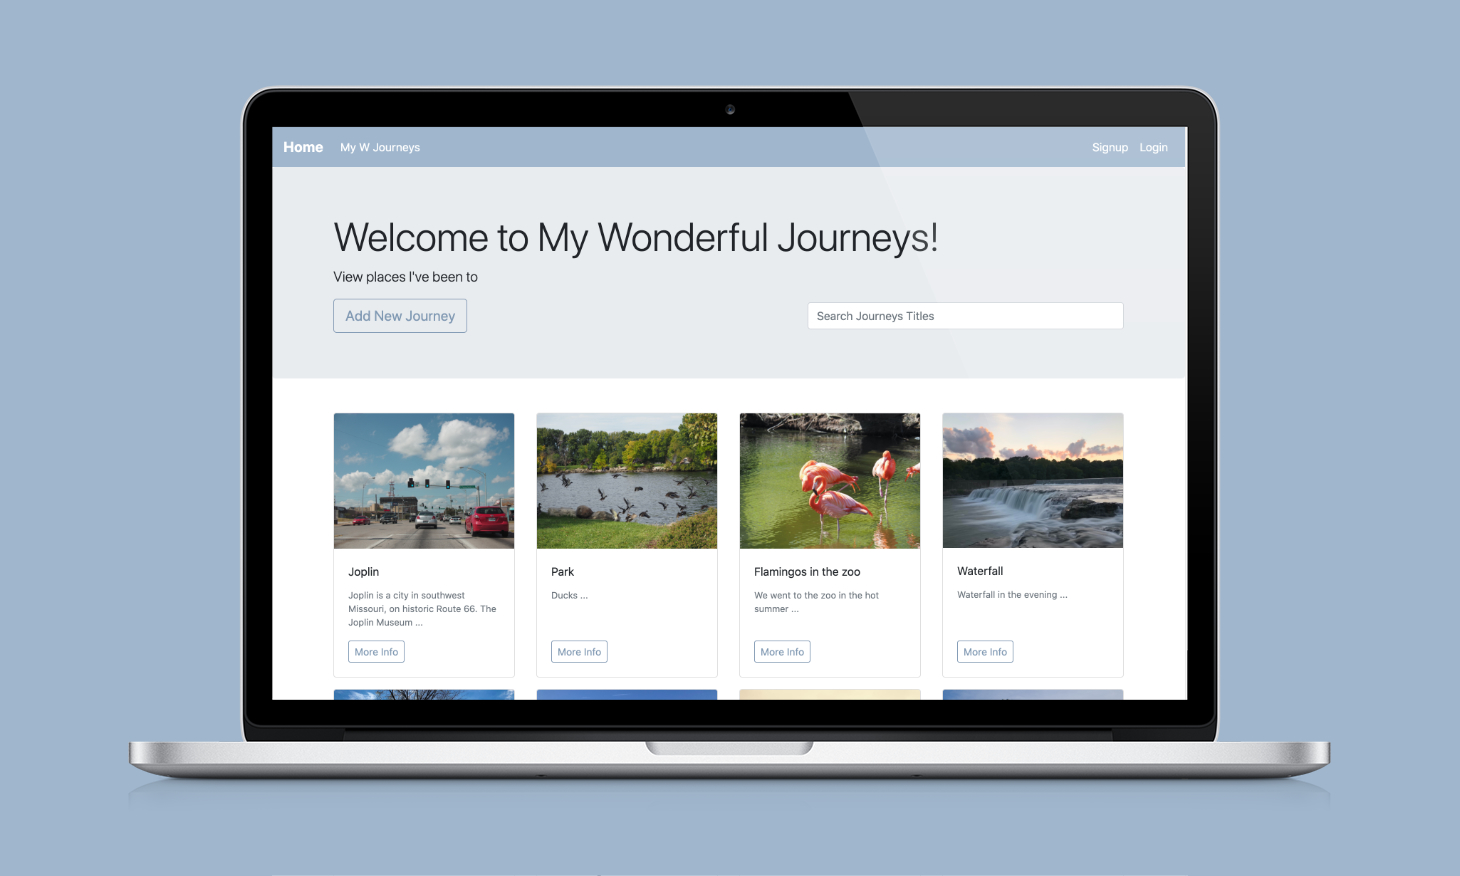 Home My W Journeys Signup Login
Welcome to My Wonderful Journeys!
View places I've been to
Add New Journey
Search Journeys Titles
Joplin
Joplin is a city in southwest
Missouri, on historic Route 66. The
Joplin Museum ...
More Info
Park
Ducks ...
More Info
Flamingos in the zoo
We went to the zoo in the hot
summer ...
More Info
Waterfall
Waterfall in the evening ...
More Info